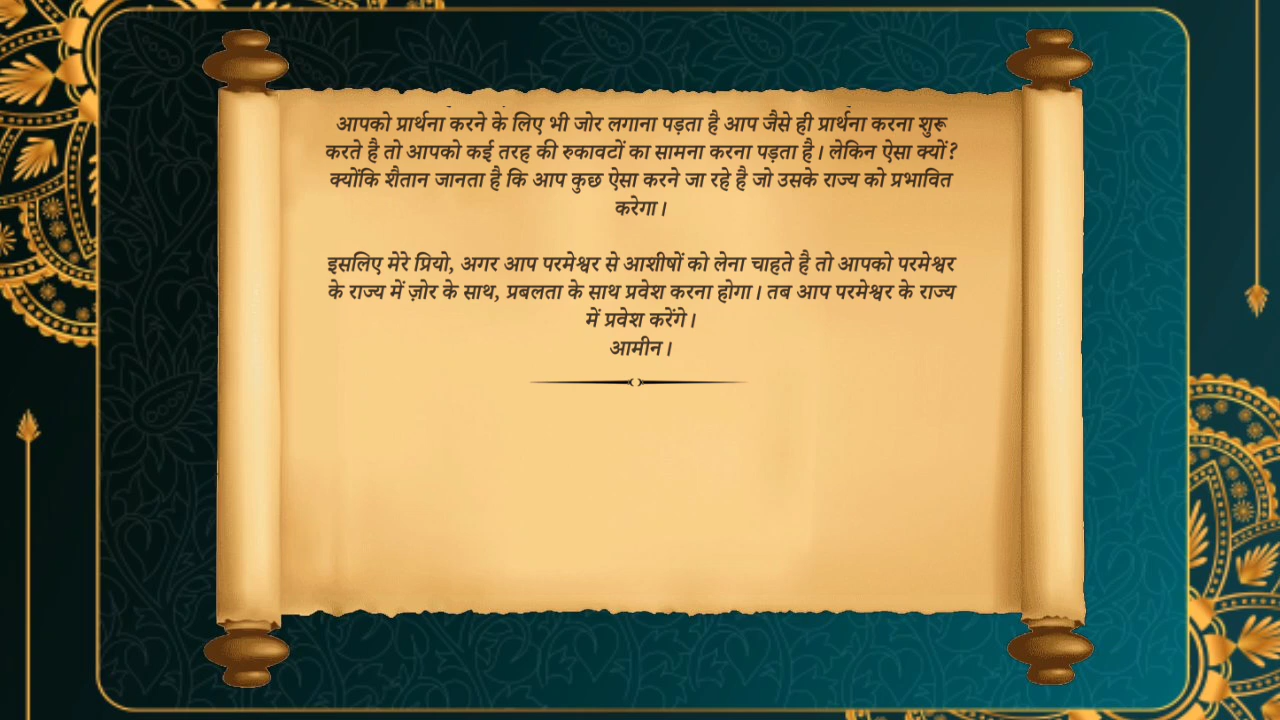 आपको प्रार्थना करने के लिए भी जोर लगाना पड़ता है आप जैसे ही प्रार्थना करना शुरू
करते है तो आपको कई तरह की रुकावटों का सामना करना पड़ता है। लेकिन ऐसा क्यों?
क्योंकि शैतान जानता है कि आप कुछ ऐसा करने जा रहे है जो उसके राज्य को प्रभावित
करेगा।
इसलिए मेरे प्रियो, अगर आप परमेश्वर से आशीषों को लेना चाहते है तो आपको परमेश्वर
के राज्य में ज़ोर के साथ, प्रबलता के साथ प्रवेश करना होगा। तब आप परमेश्वर के राज्य
में प्रवेश करेंगे।
आमीन।